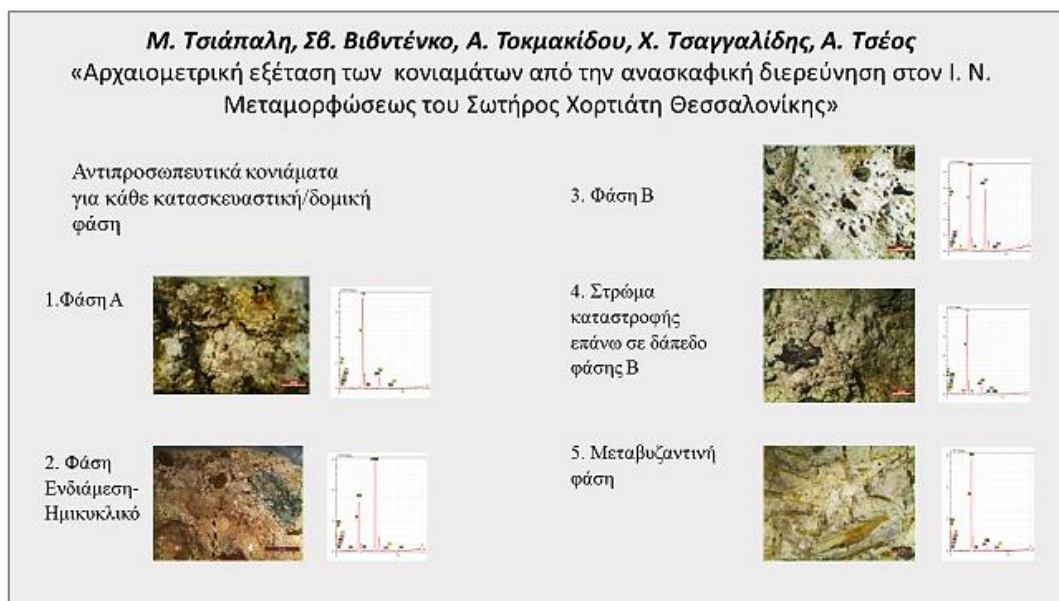 Μ. Τσιάπαλη, Σβ. Βιβντένκο, Α. Τοκμακίδου, Χ. Τσαγγαλίδης, Α. Τσέος
«Αρχαιομετρική εξέταση των κονιαμάτων από την ανασκαφική διερεύνηση στον Ι. Ν.
Μεταμορφώσεως του Σωτήρος Χορτιάτη Θεσσαλονίκης»
Αντιπροσωπευτικά κονιάματα
για κάθε κατασκευαστική/δομική
φάση
1.Φάση Α
2. Φάση
Ενδιάμεση-
Ημικυκλικό
3. Φάση Β
4. Στρώμα
καταστροφής
επάνω σε δάπεδο
φάσης Β
5. Μεταβυζαντινή
φάση